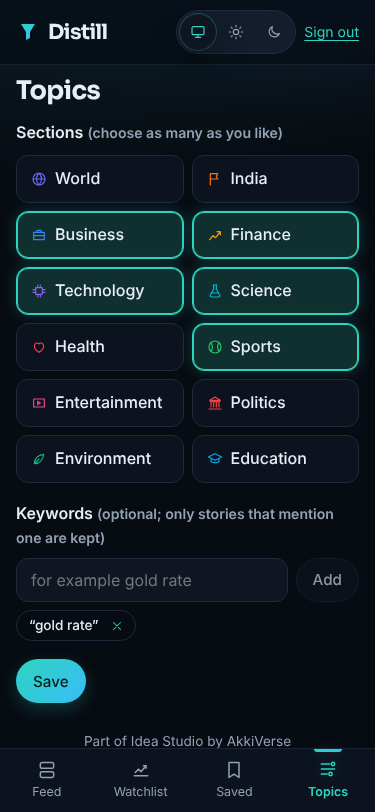 Distill
Sign out
Topics
Sections (choose as many as you like)
World
India
Business
Finance
Technology
Science
Health
Sports
Entertainment
Politics
Environment
Education
Keywords (optional; only stories that mention
one are kept)
for example gold rate
Add
“gold rate”
Save
Part of Idea Studio by AkkiVerse
Feed
Watchlist
Saved
Topics